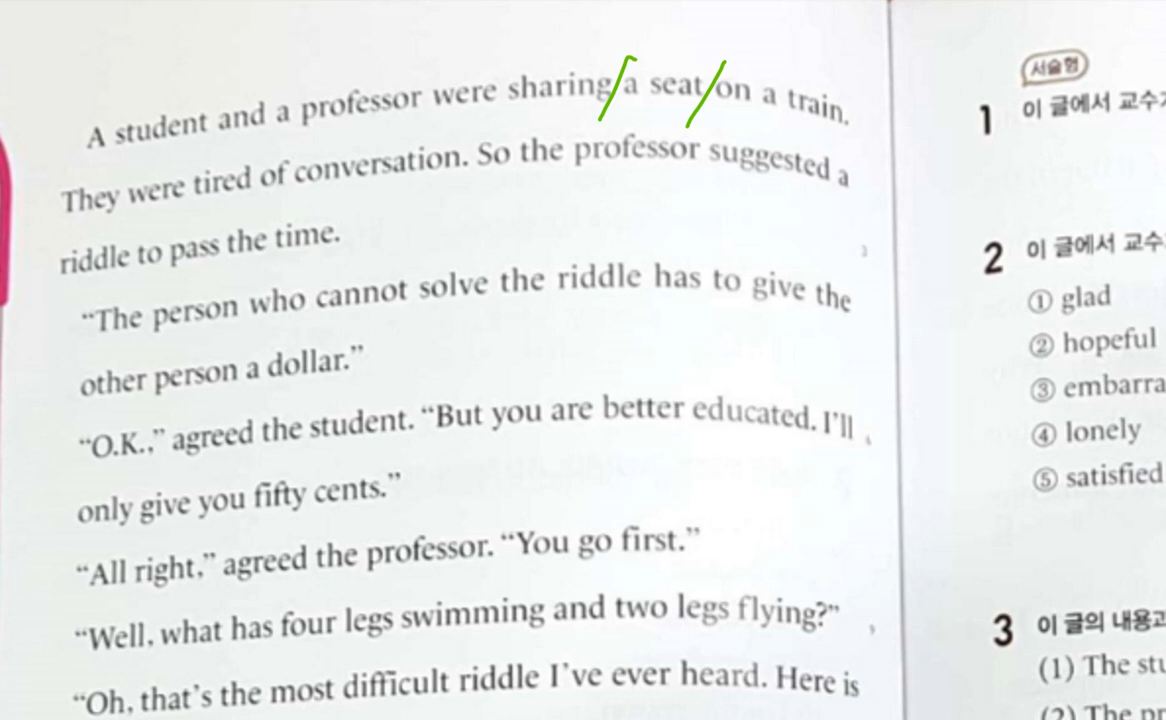 A student and a professor were sharing a seat on a train.
They were tired of conversation. So the professor suggested a
riddle to pass the time.
“The person who cannot solve the riddle has to give the
other person a dollar.”
“O.K.,” agreed the student. “But you are better educated. I’ll
only give you fifty cents.”
“All right,” agreed the professor. “You go first.”
“Well, what has four legs swimming and two legs flying?”
“Oh, that’s the most difficult riddle I’ve ever heard. Here is
서술형
1 이 글에서 교수가
2 이 글에서 교수
① glad
② hopeful
③ embarra
④ lonely
⑤ satisfied
3 이 글의 내용과
(1) The stu
(2) The pr